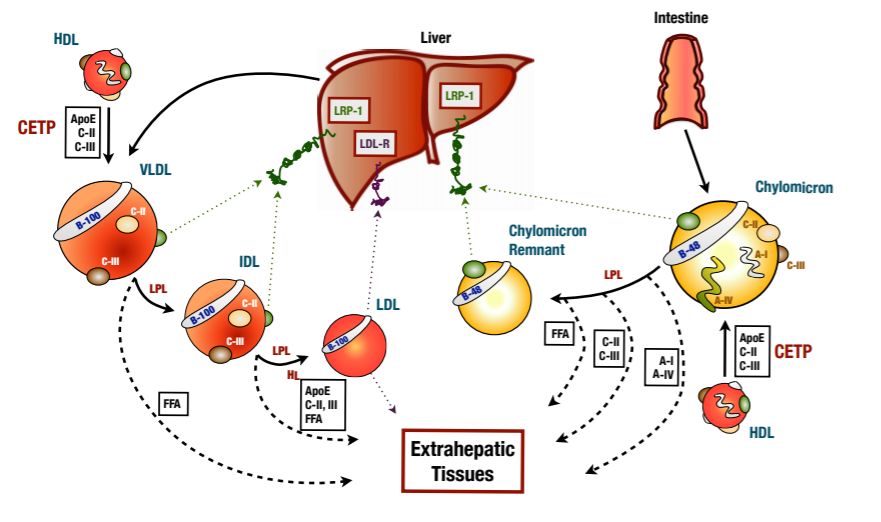 Intestine
HDL
Liver
CETP
ApoE
C-II
C-III
LRP-1
LRP-1
LDL-R
VLDL
Chylomicron
B-100
C-II
C-III
Chylomicron
Remnant
B-48
C-II
A-I
C-III
A-IV
IDL
LPL
B-100
C-II
C-III
LDL
B-100
B-48
LPL
LPL
HL
FFA
C-II
C-III
A-I
A-IV
ApoE
C-II
C-III
CETP
HDL
FFA
ApoE
C-II, III
FFA
Extrahepatic
Tissues